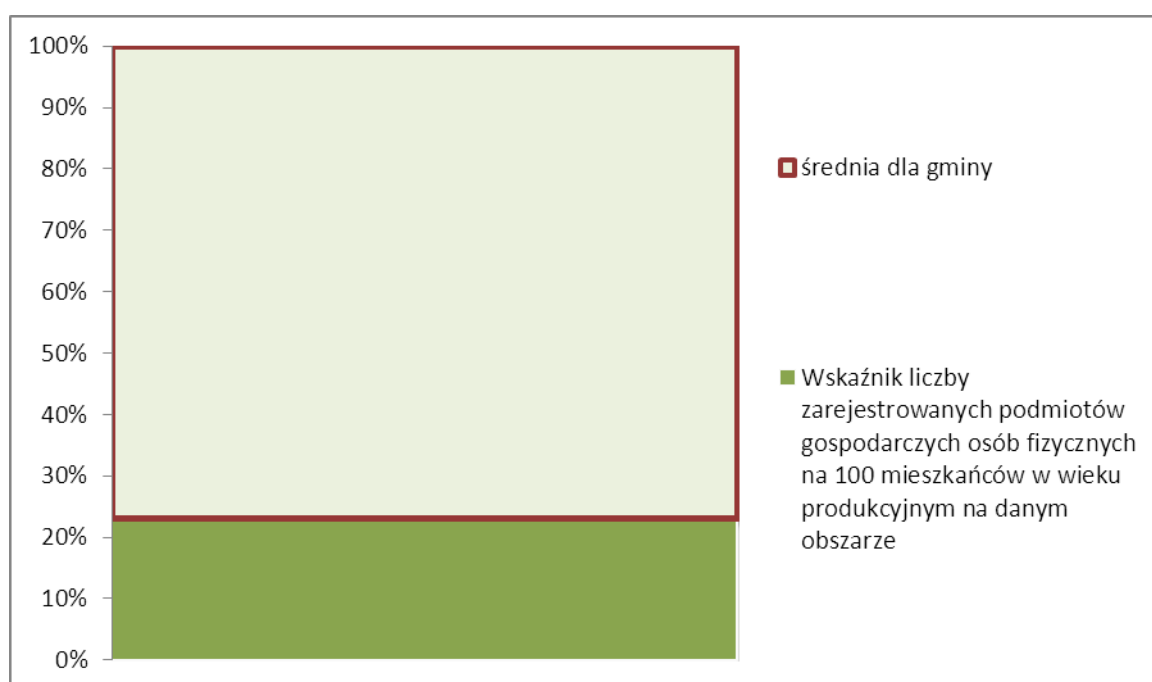 100%
90%
80%
70%
60%
50%
40%
30%
20%
10%
0%
średnia dla gminy
Wskaźnik liczby
zarejestrowanych podmiotów
gospodarczych osób fizycznych
na 100 mieszkańców w wieku
produkcyjnym na danym
obszarze